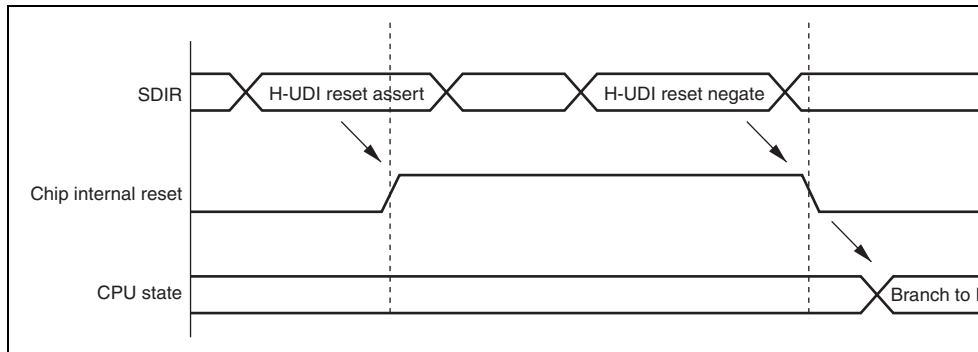 SDIR
H-UDI reset assert
H-UDI reset negate
Chip internal reset
CPU state
Branch to